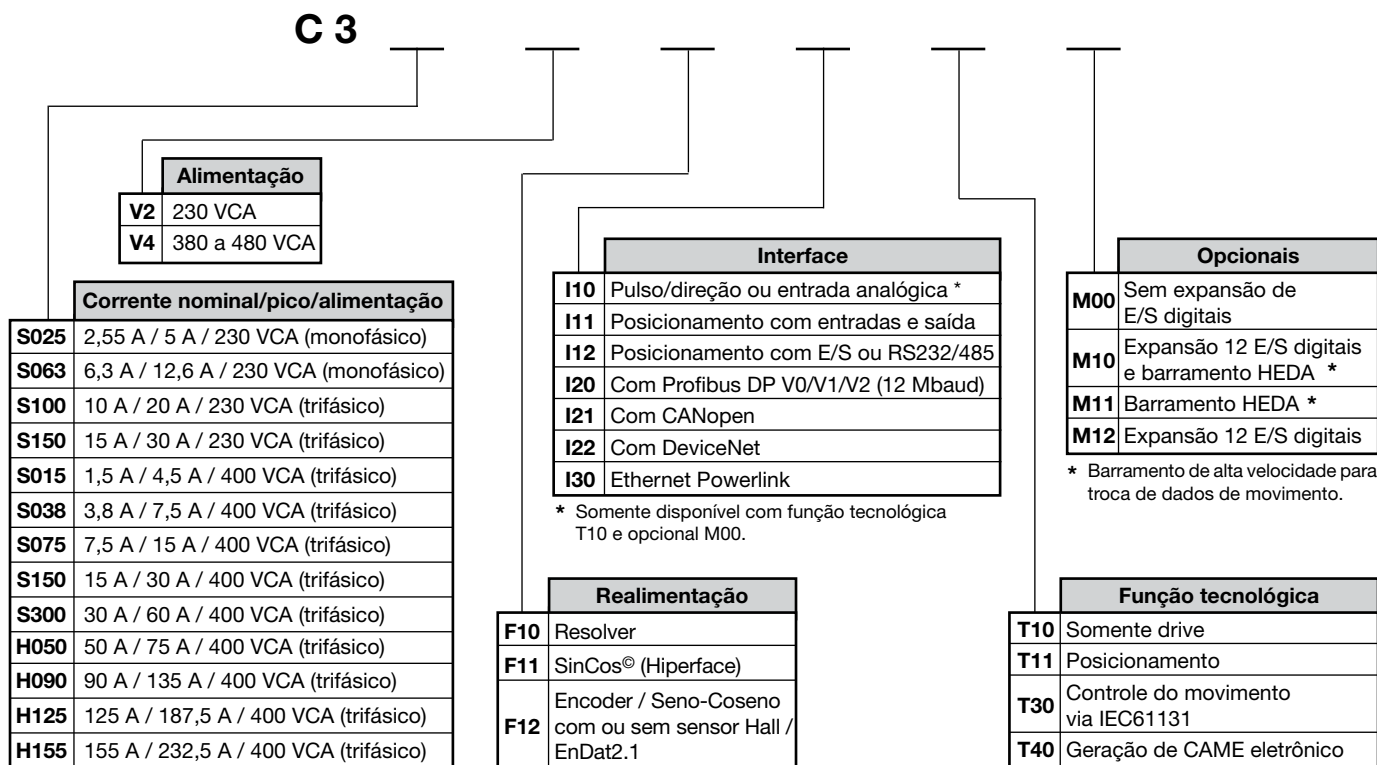 C 3
Alimentação
V2 230 VCA
V4 380 a 480 VCA
Corrente nominal/pico/alimentação
S025 2,55 A / 5 A / 230 VCA (monofásico)
S063 6,3 A / 12,6 A / 230 VCA (monofásico)
S100 10 A / 20 A / 230 VCA (trifásico)
S150 15 A / 30 A / 230 VCA (trifásico)
S015 1,5 A / 4,5 A / 400 VCA (trifásico)
S038 3,8 A / 7,5 A / 400 VCA (trifásico)
S075 7,5 A / 15 A / 400 VCA (trifásico)
S150 15 A / 30 A / 400 VCA (trifásico)
S300 30 A / 60 A / 400 VCA (trifásico)
H050 50 A / 75 A / 400 VCA (trifásico)
H090 90 A / 135 A / 400 VCA (trifásico)
H125 125 A / 187,5 A / 400 VCA (trifásico)
H155 155 A / 232,5 A / 400 VCA (trifásico)
Interface
I10 Pulso/direção ou entrada analógica *
I11 Posicionamento com entradas e saída
I12 Posicionamento com E/S ou RS232/485
I20 Com Profibus DP V0/V1/V2 (12 Mbaud)
I21 Com CANopen
I22 Com DeviceNet
I30 Ethernet Powerlink
* Somente disponível com função tecnológica
T10 e opcional M00.
Realimentação
F10 Resolver
F11 SinCos© (Hiperface)
F12 Encoder / Seno-Coseno
com ou sem sensor Hall /
EnDat2.1
Opcionais
M00 Sem expansão de
E/S digitais
M10 Expansão 12 E/S digitais
e barramento HEDA *
M11 Barramento HEDA *
M12 Expansão 12 E/S digitais
* Barramento de alta velocidade para
troca de dados de movimento.
Função tecnológica
T10 Somente drive
T11 Posicionamento
T30 Controle do movimento
via IEC61131
T40 Geração de CAME eletrônico